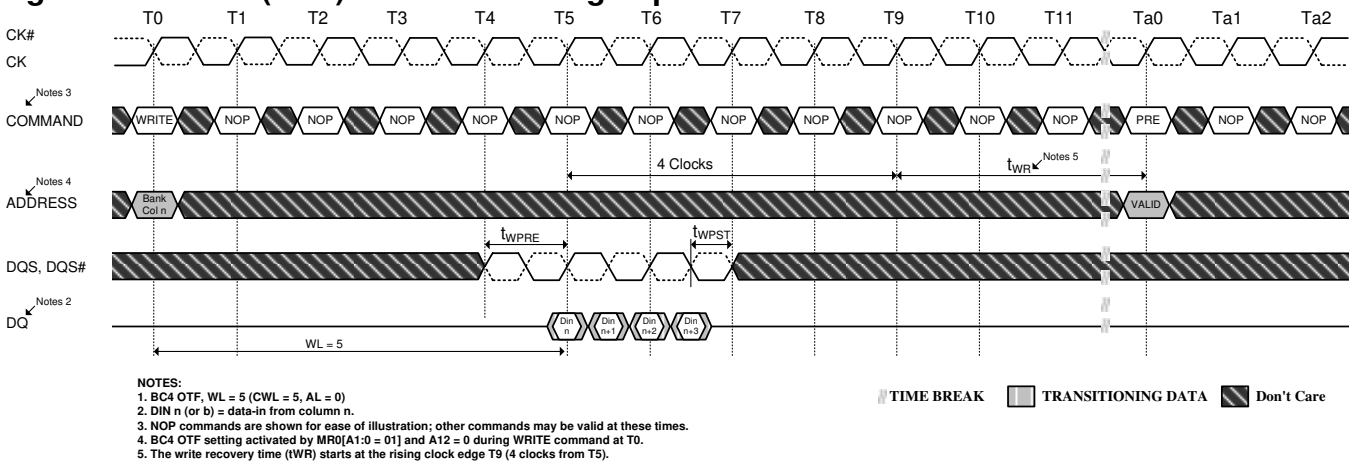 T0 T1 T2 T3 T4 T5 T6 T7 T8 T9 T10 T11 Ta0 Ta1 Ta2
CK#
CK
Notes 3
COMMAND
WRITE NOP NOP NOP NOP NOP NOP NOP NOP NOP NOP NOP PRE NOP NOP
4 Clocks
tWR Notes 5
Notes 4
ADDRESS
Bank
Col n
VALID
tWPRE
tWPST
DQS, DQS#
Notes 2
DQ
Din
n
Din
n+1
Din
n+2
Din
n+3
WL = 5
NOTES:
1. BC4 OTF, WL = 5 (CWL = 5, AL = 0)
2. DIN n (or b) = data-in from column n.
3. NOP commands are shown for ease of illustration; other commands may be valid at these times.
4. BC4 OTF setting activated by MR0[A1:0 = 01] and A12 = 0 during WRITE command at T0.
5. The write recovery time (tWR) starts at the rising clock edge T9 (4 clocks from T5).
TIME BREAK
TRANSITIONING DATA
Don't Care